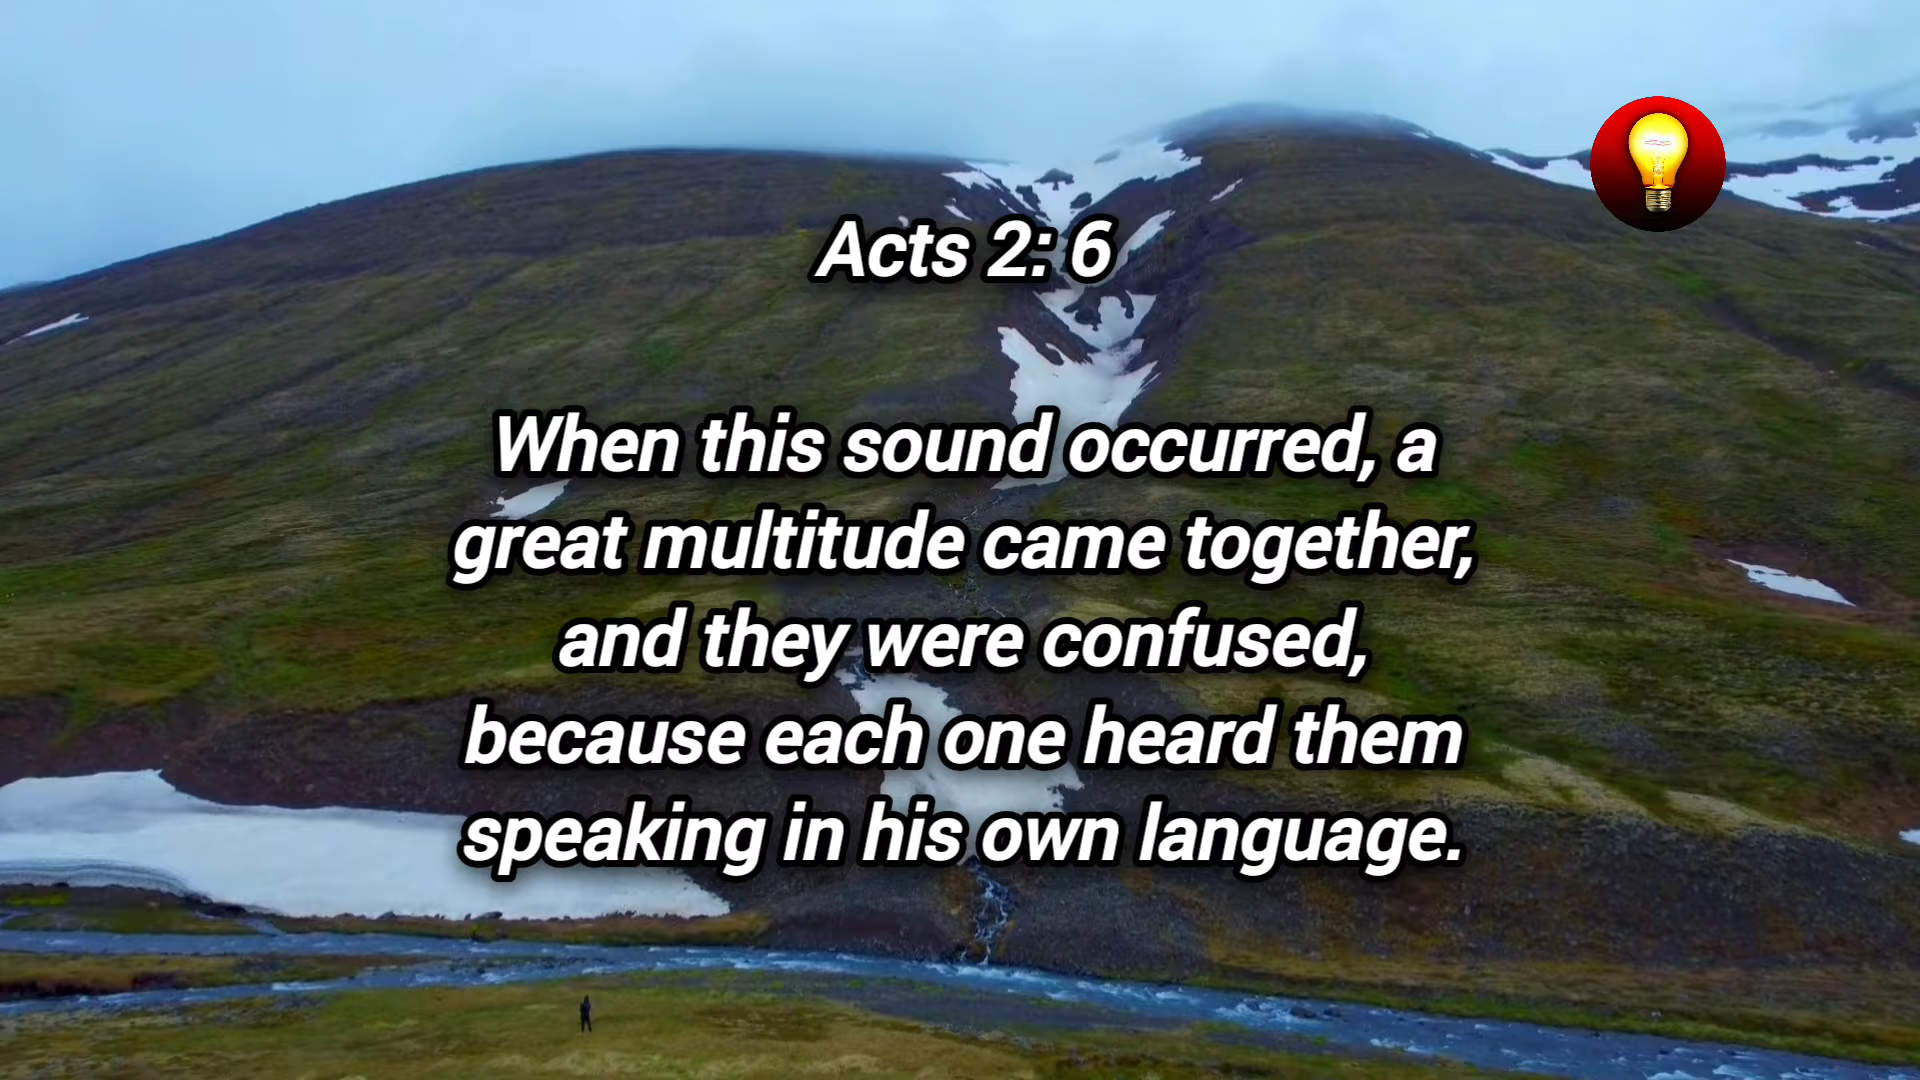 Acts 2: 6
When this sound occurred, a
great multitude came together,
and they were confused,
because each one heard them
speaking in his own language.